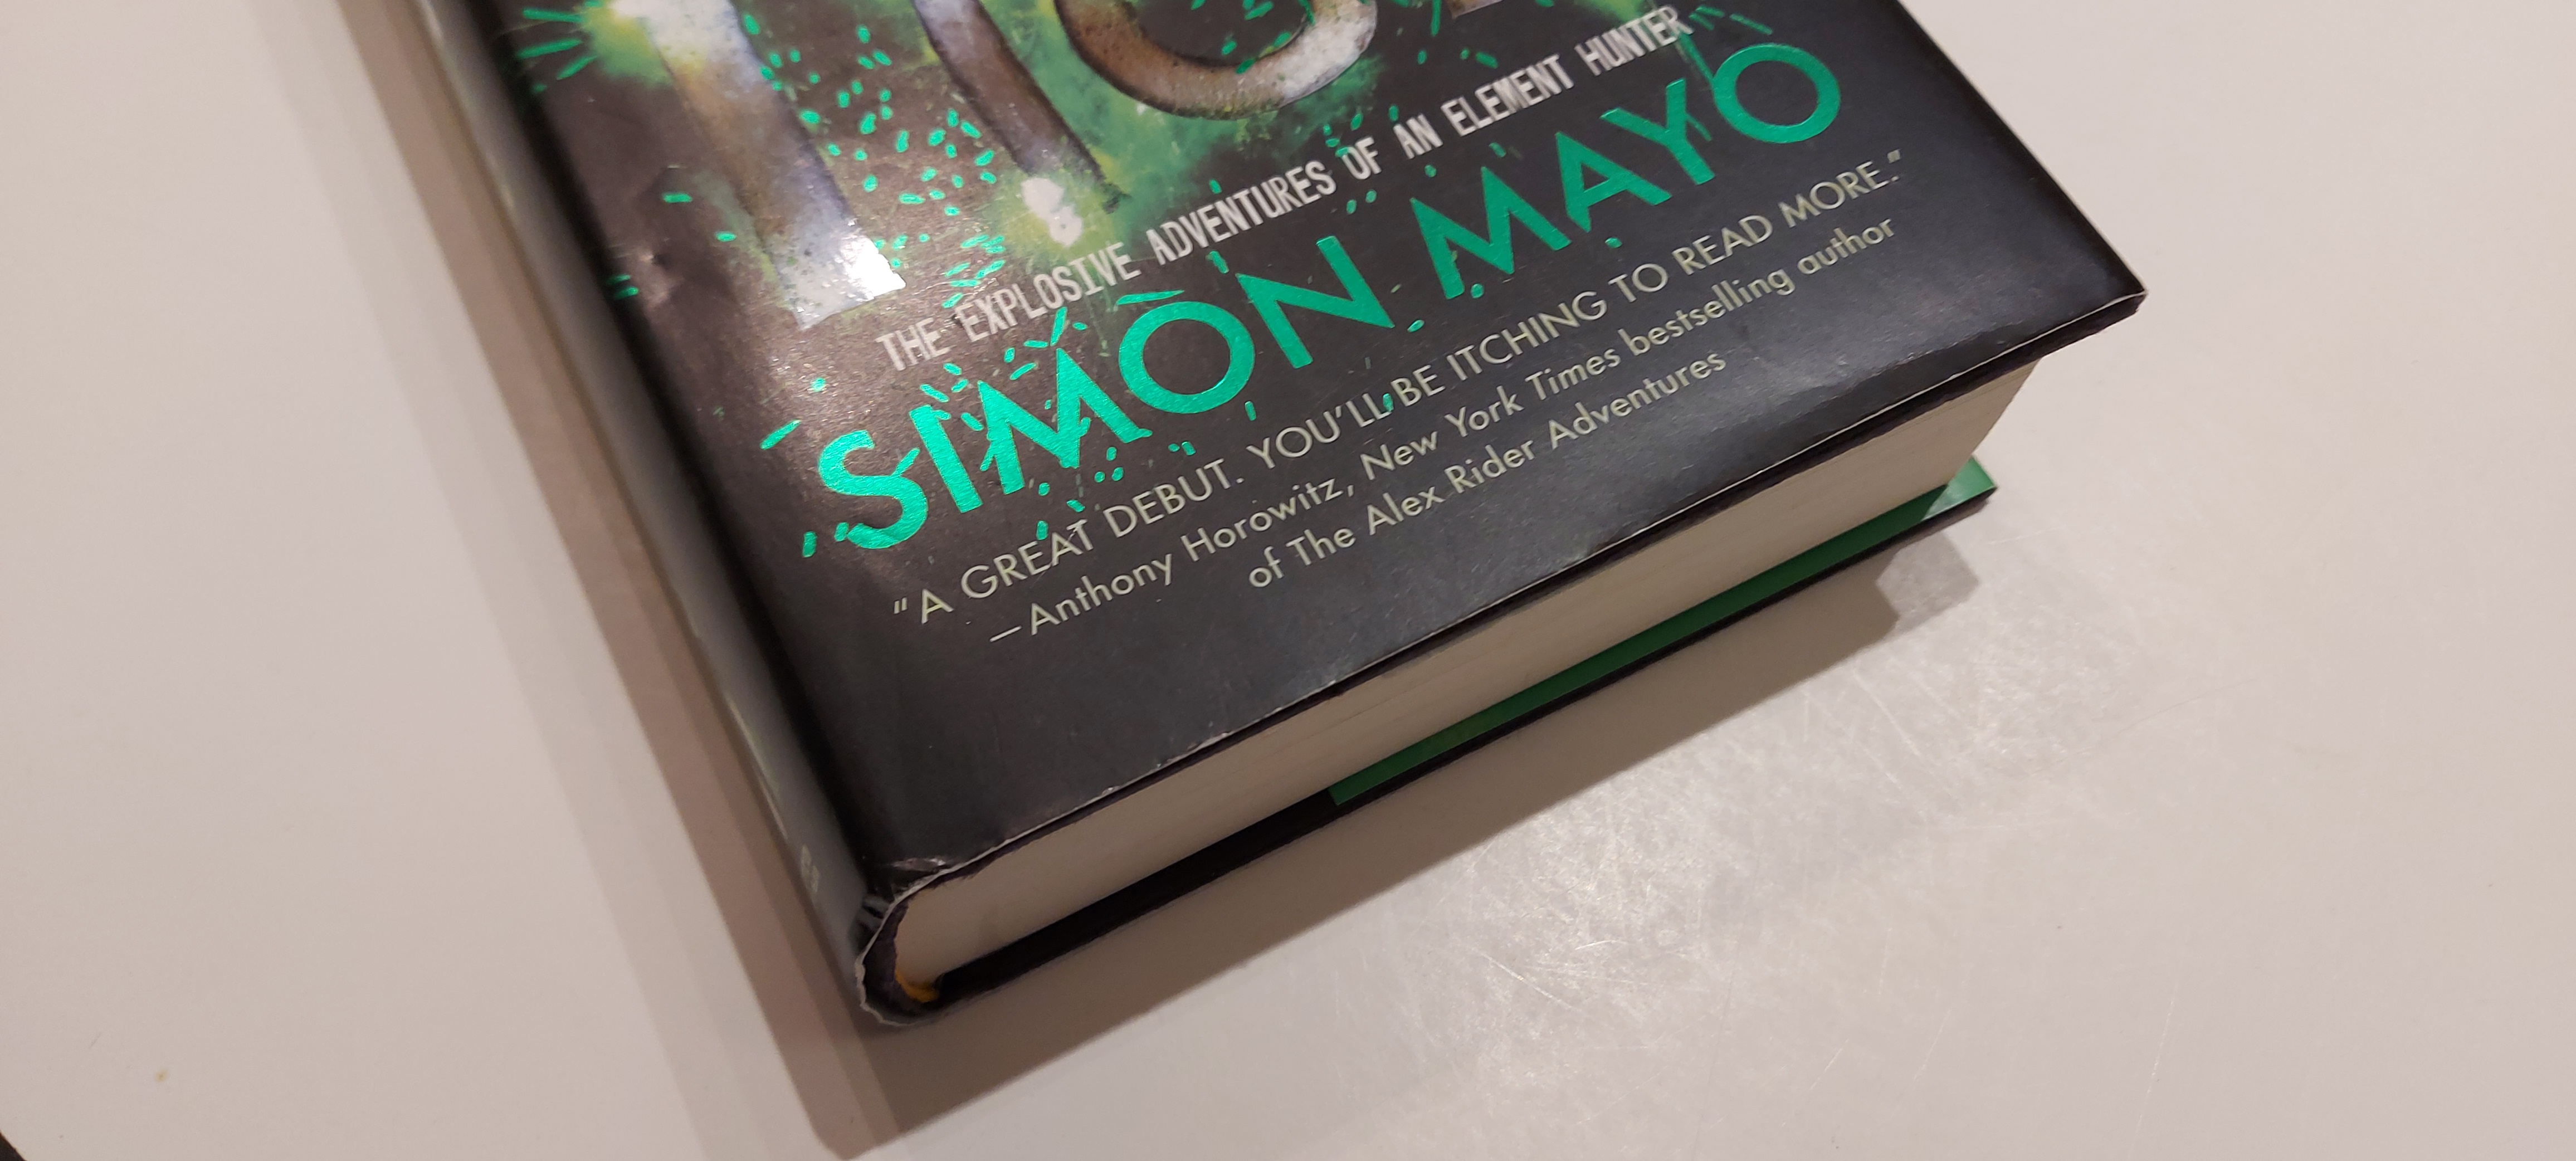 THE EXPLOSIVE ADVENTURES OF AN ELEMENT HUNTER
SIMON MAYO
“A GREAT DEBUT. YOU’LL BE ITCHING TO READ MORE.”
—Anthony Horowitz, New York Times bestselling author
of The Alex Rider Adventures